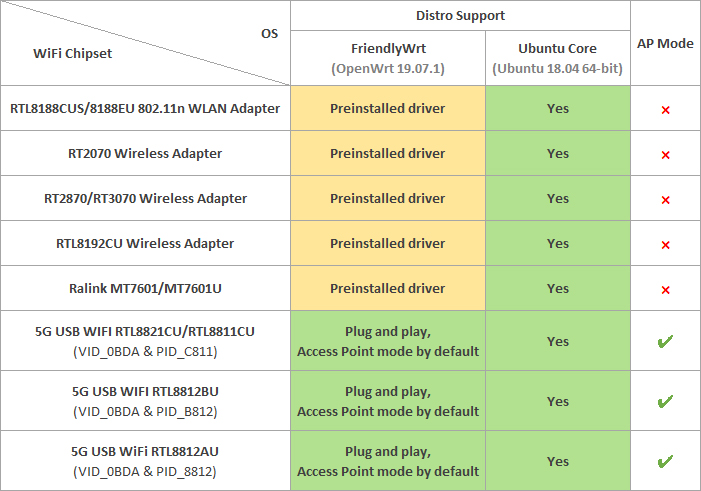 OS
WiFi Chipset
Distro Support
AP Mode
FriendlyWrt
(OpenWrt 19.07.1)
Ubuntu Core
(Ubuntu 18.04 64-bit)
RTL8188CUS/8188EU 802.11n WLAN Adapter
Preinstalled driver
Yes
×
RT2070 Wireless Adapter
Preinstalled driver
Yes
×
RT2870/RT3070 Wireless Adapter
Preinstalled driver
Yes
×
RTL8192CU Wireless Adapter
Preinstalled driver
Yes
×
Ralink MT7601/MT7601U
Preinstalled driver
Yes
×
5G USB WIFI RTL8821CU/RTL8811CU
(VID_0BDA & PID_C811)
Plug and play,
Access Point mode by default
Yes
✔
5G USB WIFI RTL8812BU
(VID_0BDA & PID_B812)
Plug and play,
Access Point mode by default
Yes
✔
5G USB WiFi RTL8812AU
(VID_0BDA & PID_8812)
Plug and play,
Access Point mode by default
Yes
✔